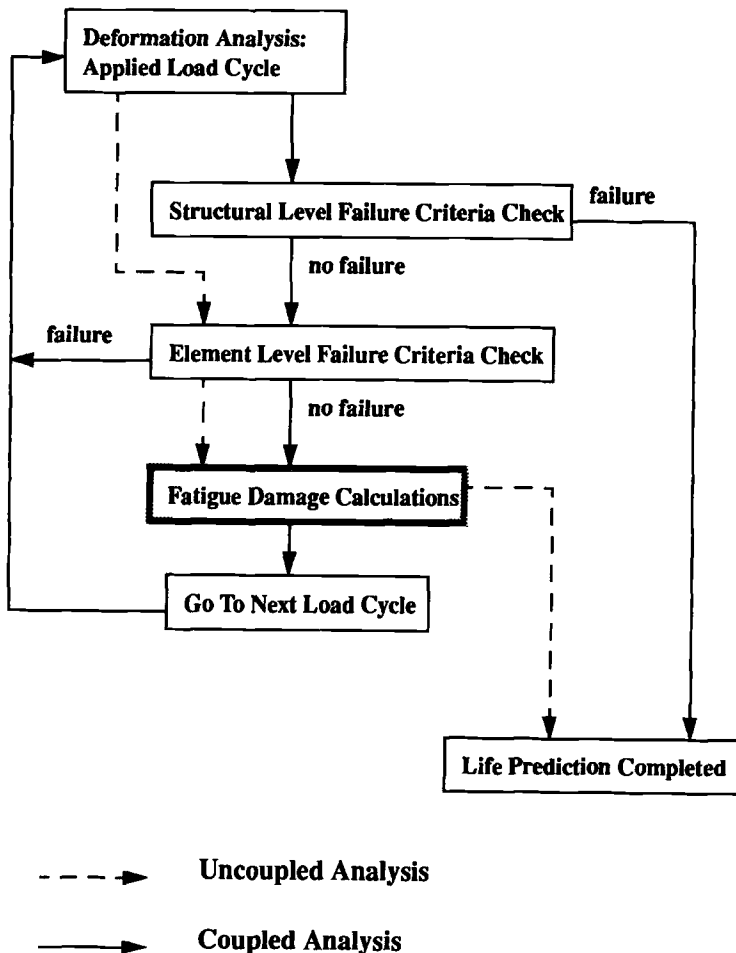 Deformation Analysis:
Applied Load Cycle
Structural Level Failure Criteria Check
failure
no failure
failure
Element Level Failure Criteria Check
no failure
Fatigue Damage Calculations
Go To Next Load Cycle
Life Prediction Completed
Uncoupled Analysis
Coupled Analysis